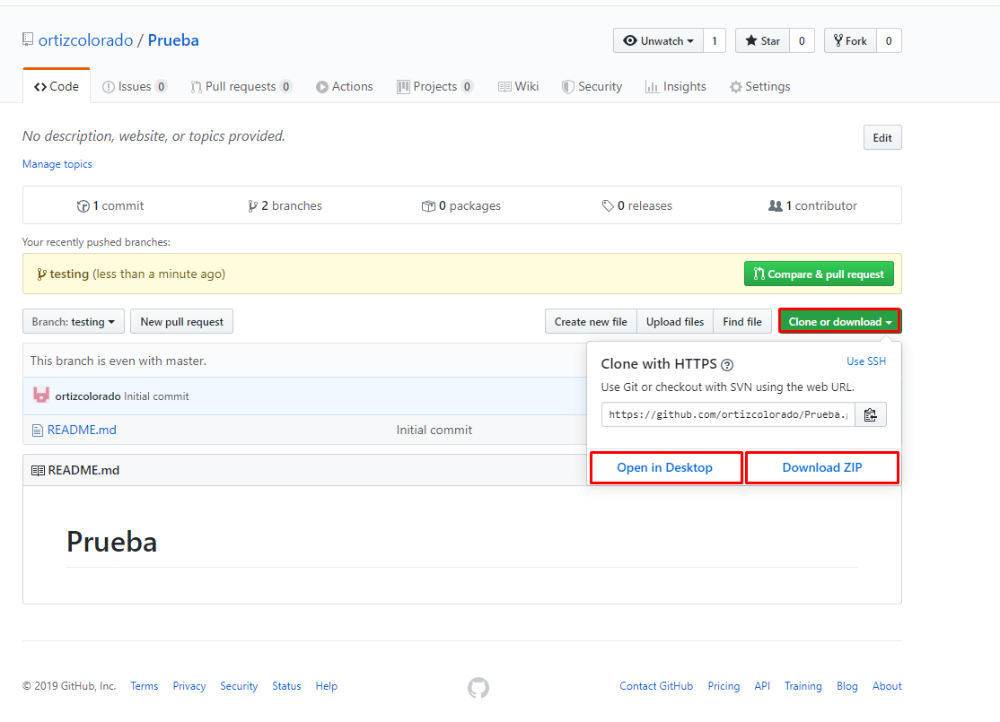 ortizcolorado / Prueba
Unwatch 1 Star 0 Fork 0
Code Issues 0 Pull requests 0 Actions Projects 0 Wiki Security Insights Settings
No description, website, or topics provided.
Edit
Manage topics
1 commit 2 branches 0 packages 0 releases 1 contributor
Your recently pushed branches:
testing (less than a minute ago)
Compare & pull request
Branch: testing New pull request Create new file Upload files Find file Clone or download
This branch is even with master.
ortizcolorado Initial commit
README.md Initial commit
Clone with HTTPS Use SSH
Use Git or checkout with SVN using the web URL.
https://github.com/ortizcolorado/Prueba.
Open in Desktop Download ZIP
README.md
Prueba
© 2019 GitHub, Inc. Terms Privacy Security Status Help Contact GitHub Pricing API Training Blog About